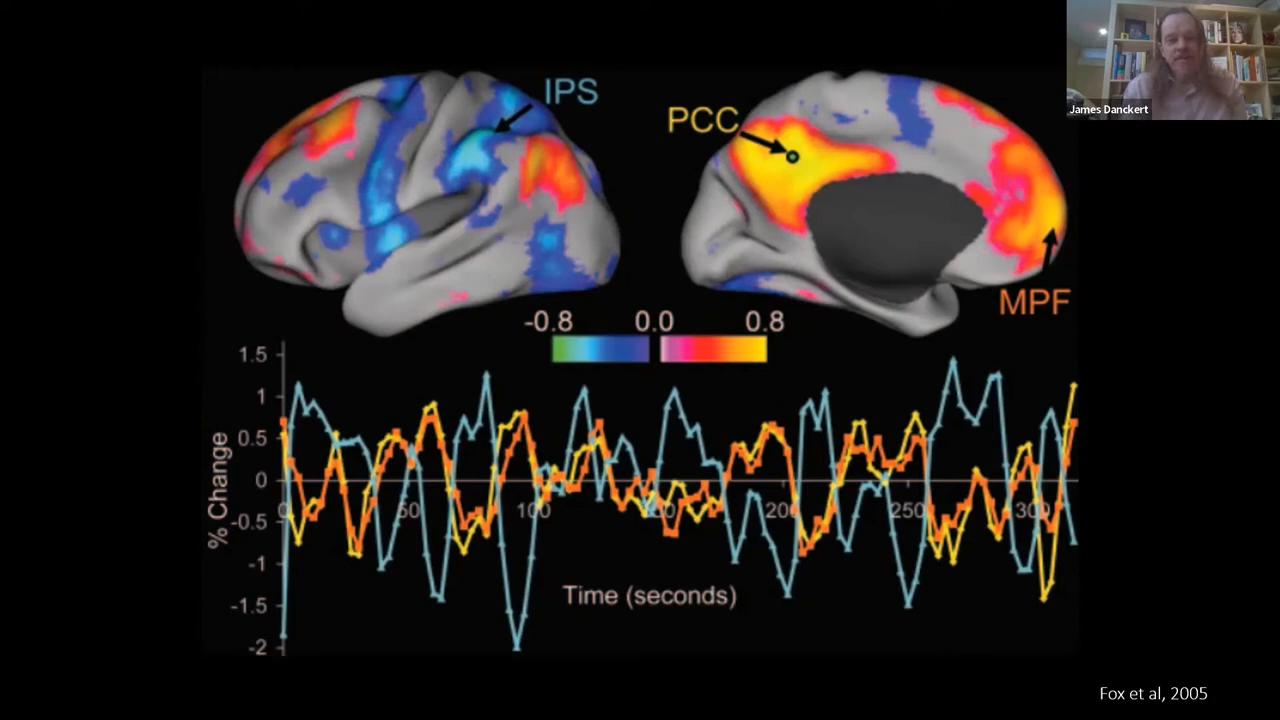 James Danckert
IPS
PCC
MPF
-0.8 0.0 0.8
1.5
1
0.5
0
-0.5
-1
-1.5
-2
% Change
0 50 100 200 250 300
Time (seconds)
Fox et al, 2005